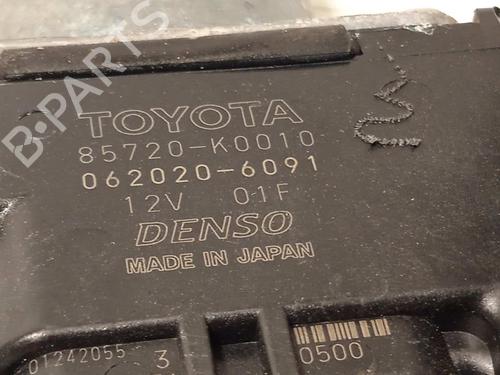 B-PARTS
TOYOTA
85720-K0010
062020-6091
12V 01F
DENSO
MADE IN JAPAN
01242055 3
0500